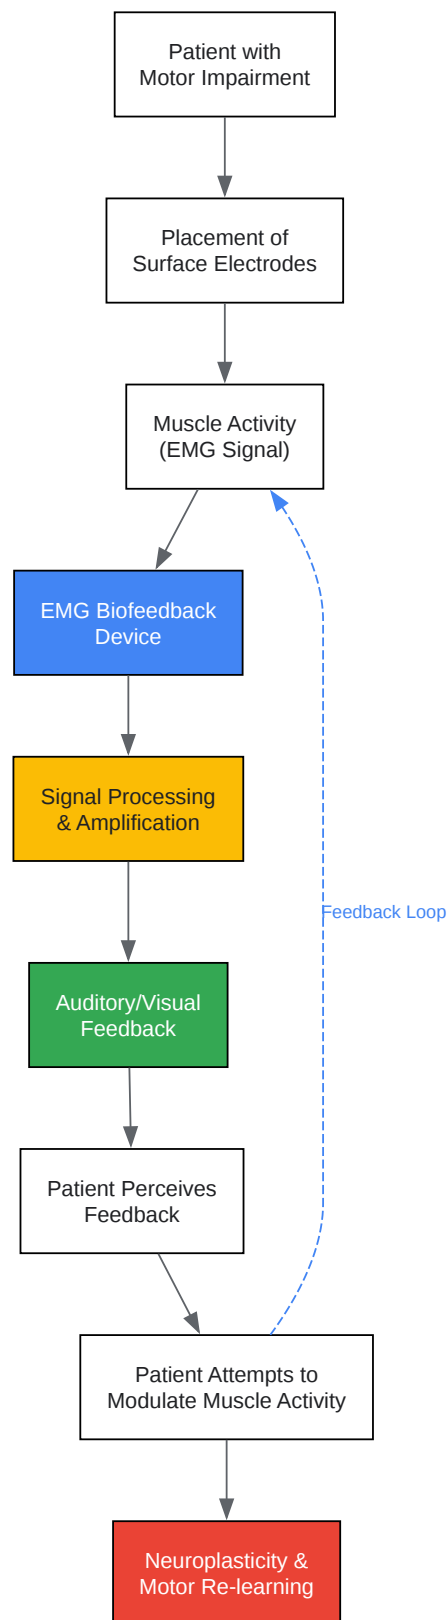 Patient with
Motor Impairment
Placement of
Surface Electrodes
Muscle Activity
(EMG Signal)
EMG Biofeedback
Device
Signal Processing
& Amplification
Feedback Loop
Auditory/Visual
Feedback
Patient Perceives
Feedback
Patient Attempts to
Modulate Muscle Activity
Neuroplasticity &
Motor Re-learning